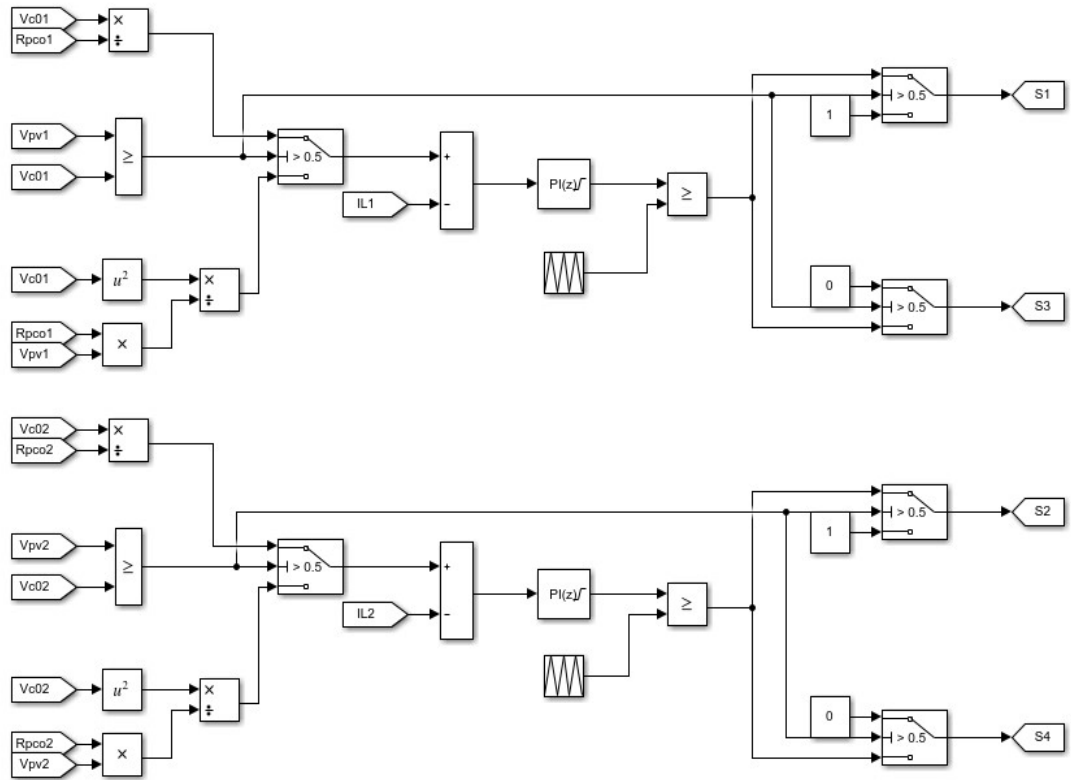 Vc01
×
Rpco1
÷
S1
> 0.5
1
Vpv1
≥
Vc01
> 0.5
+
PI(z)
≥
IL1
−
Vc01
u²
×
÷
0
> 0.5
S3
Rpco1
×
Vpv1
Vc02
×
Rpco2
÷
> 0.5
S2
1
Vpv2
≥
Vc02
> 0.5
+
PI(z)
≥
IL2
−
Vc02
u²
×
÷
0
> 0.5
S4
Rpco2
×
Vpv2